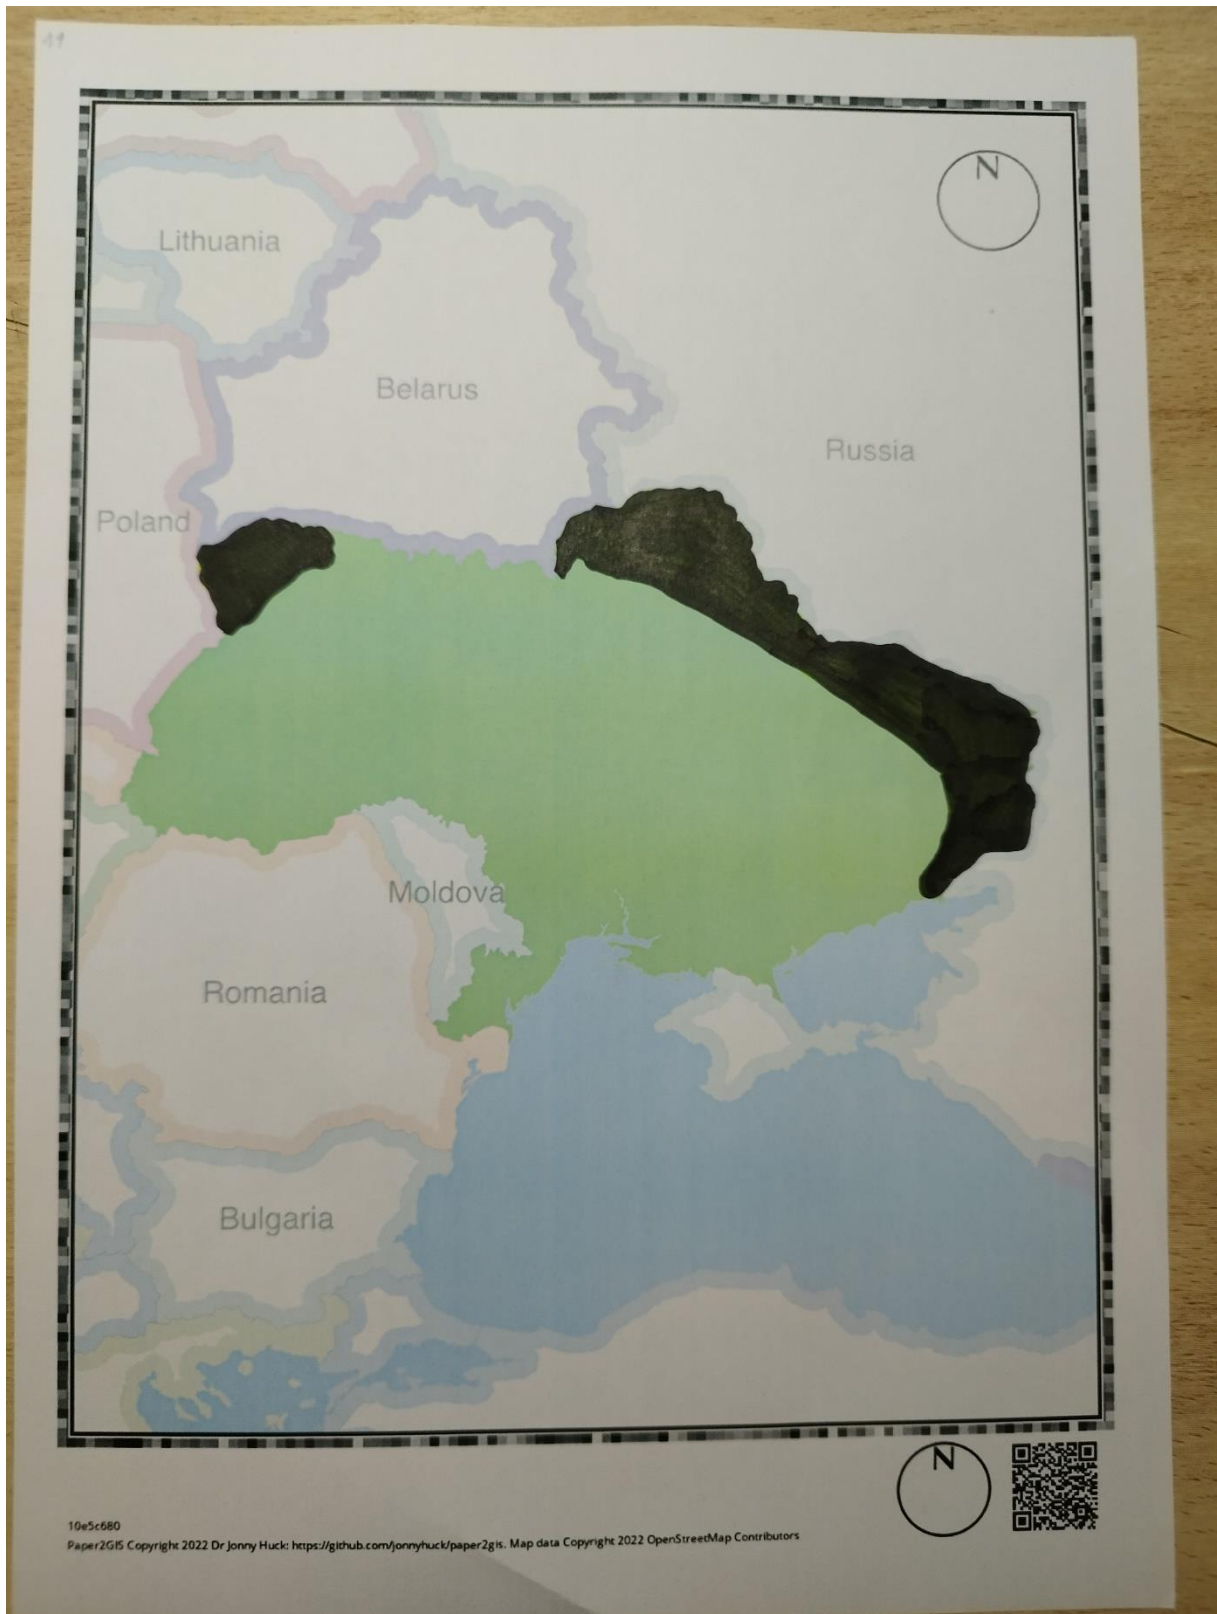 11
N
Lithuania
Belarus
Russia
Poland
Moldova
Romania
Bulgaria
N
10e5c680
Paper2GIS Copyright 2022 Dr Jonny Huck: https://github.com/jonnyhuck/paper2gis. Map data Copyright 2022 OpenStreetMap Contributors